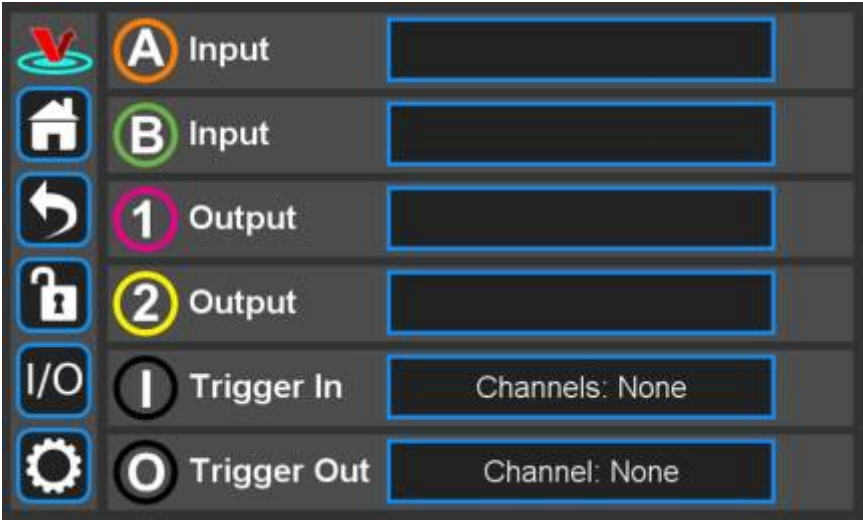 V
A Input
B Input
1 Output
2 Output
I/O
I Trigger In Channels: None
O Trigger Out Channel: None